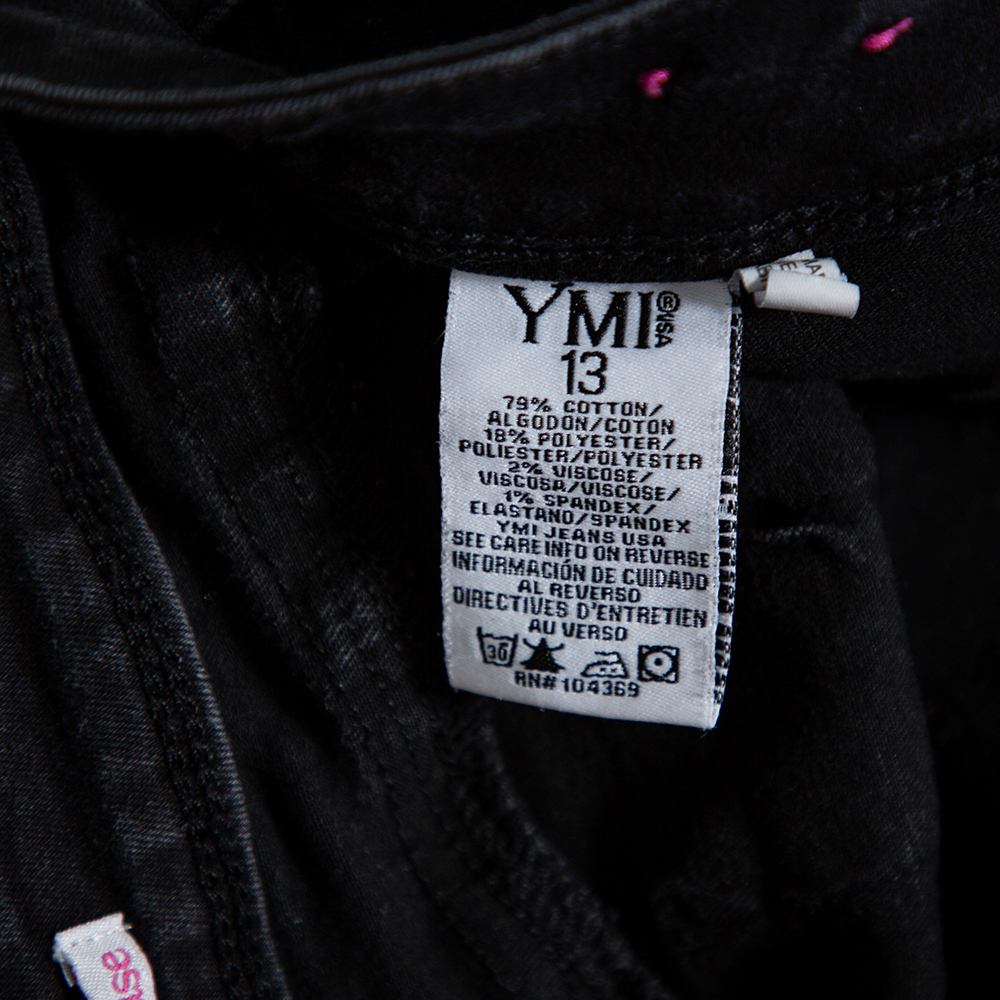 YMI®USA
13
79% COTTON/
ALGODON/COTON
18% POLYESTER/
POLIESTER/POLYESTER
2% VISCOSE/
VISCOSA/VISCOSE/
1% SPANDEX/
ELASTANO/SPANDEX
YMI JEANS USA
SEE CARE INFO ON REVERSE
INFORMACIÓN DE CUIDADO
AL REVERSO
DIRECTIVES D'ENTRETIEN
AU VERSO
30
RN# 104369